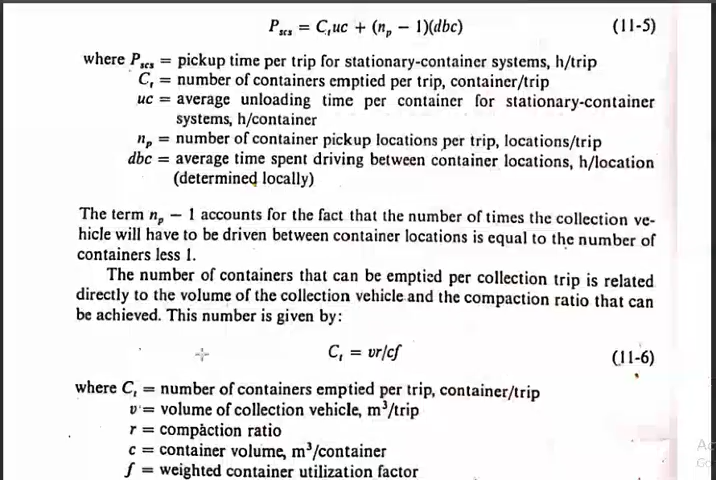 P_scs = C_t uc + (n_p − 1)(dbc) (11-5)
where P_scs = pickup time per trip for stationary-container systems, h/trip
C_t = number of containers emptied per trip, container/trip
uc = average unloading time per container for stationary-container
systems, h/container
n_p = number of container pickup locations per trip, locations/trip
dbc = average time spent driving between container locations, h/location
(determined locally)
The term n_p − 1 accounts for the fact that the number of times the collection ve-
hicle will have to be driven between container locations is equal to the number of
containers less 1.
The number of containers that can be emptied per collection trip is related
directly to the volume of the collection vehicle and the compaction ratio that can
be achieved. This number is given by:
C_t = vr/cf (11-6)
where C_t = number of containers emptied per trip, container/trip
v = volume of collection vehicle, m³/trip
r = compaction ratio
c = container volume, m³/container
f = weighted container utilization factor